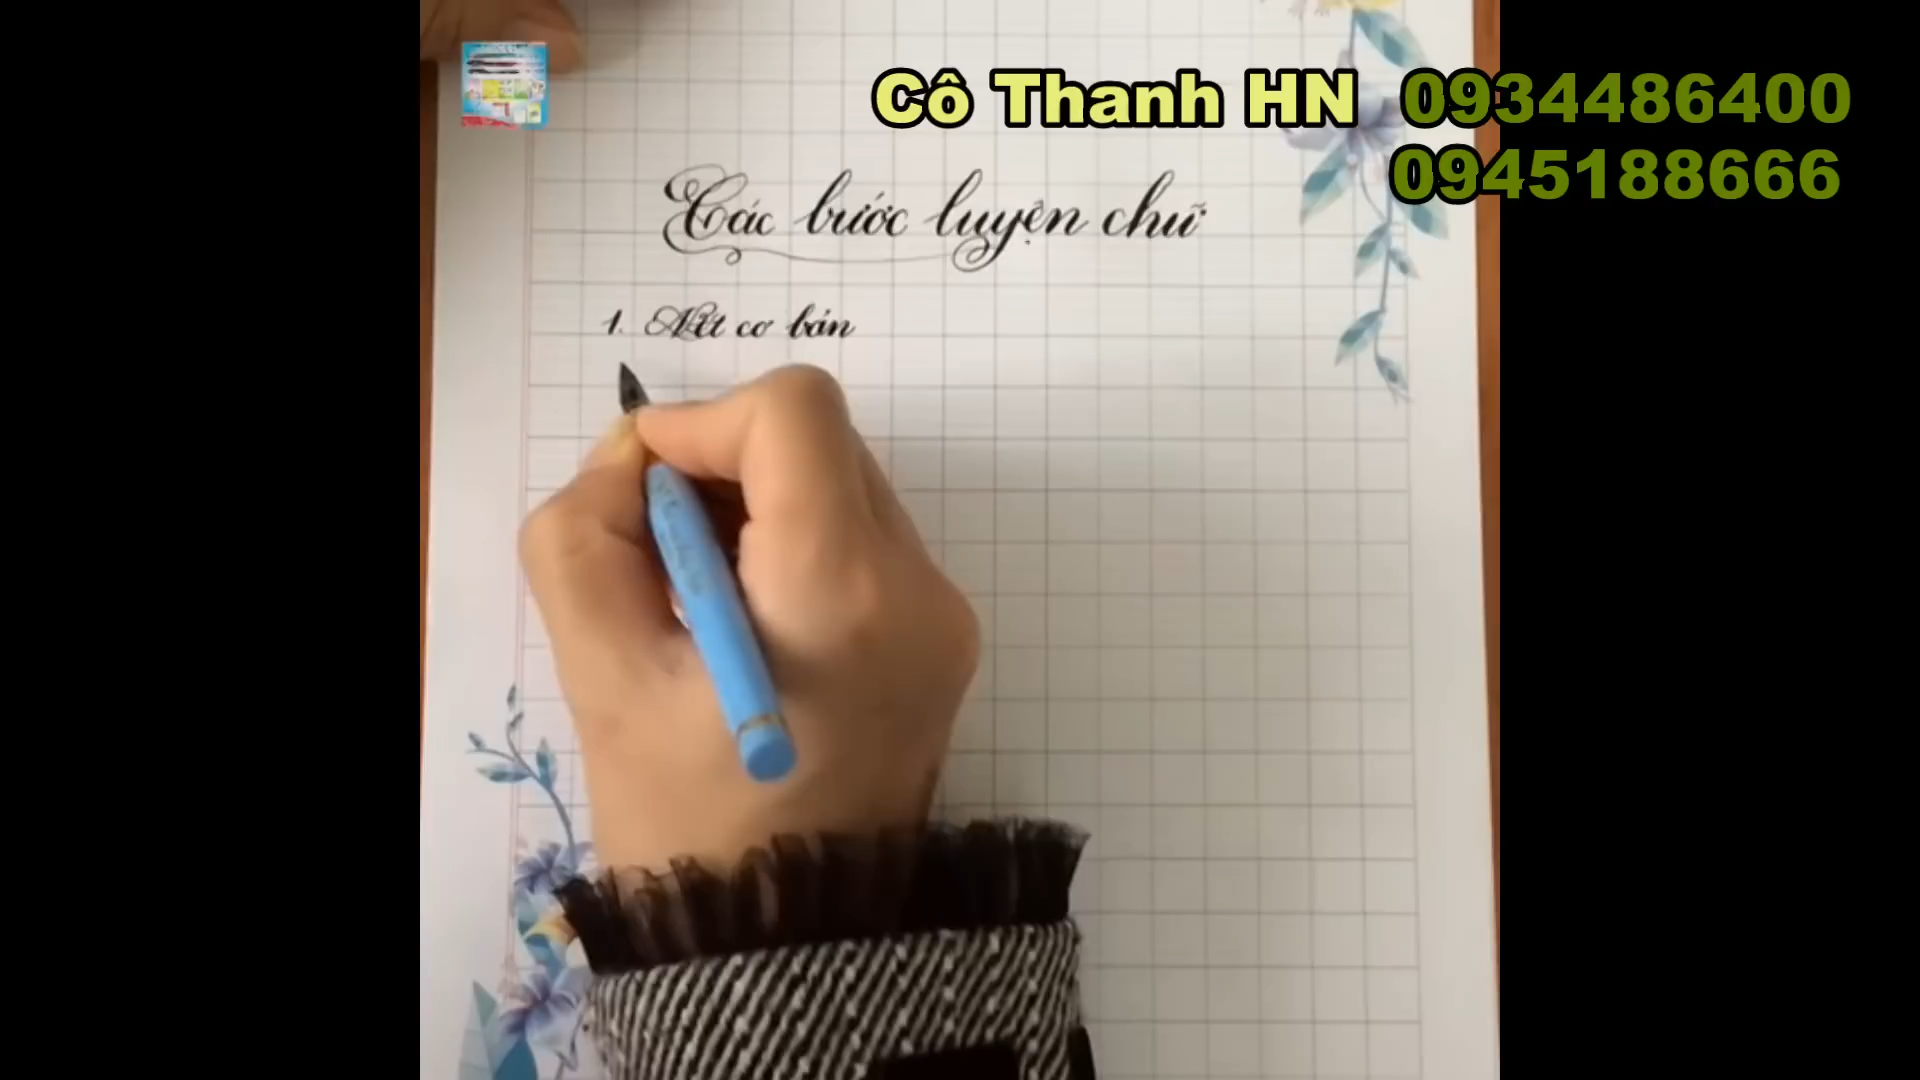 Cô Thanh HN 0934486400
0945188666
Các bước luyện chữ
1. Nét cơ bản